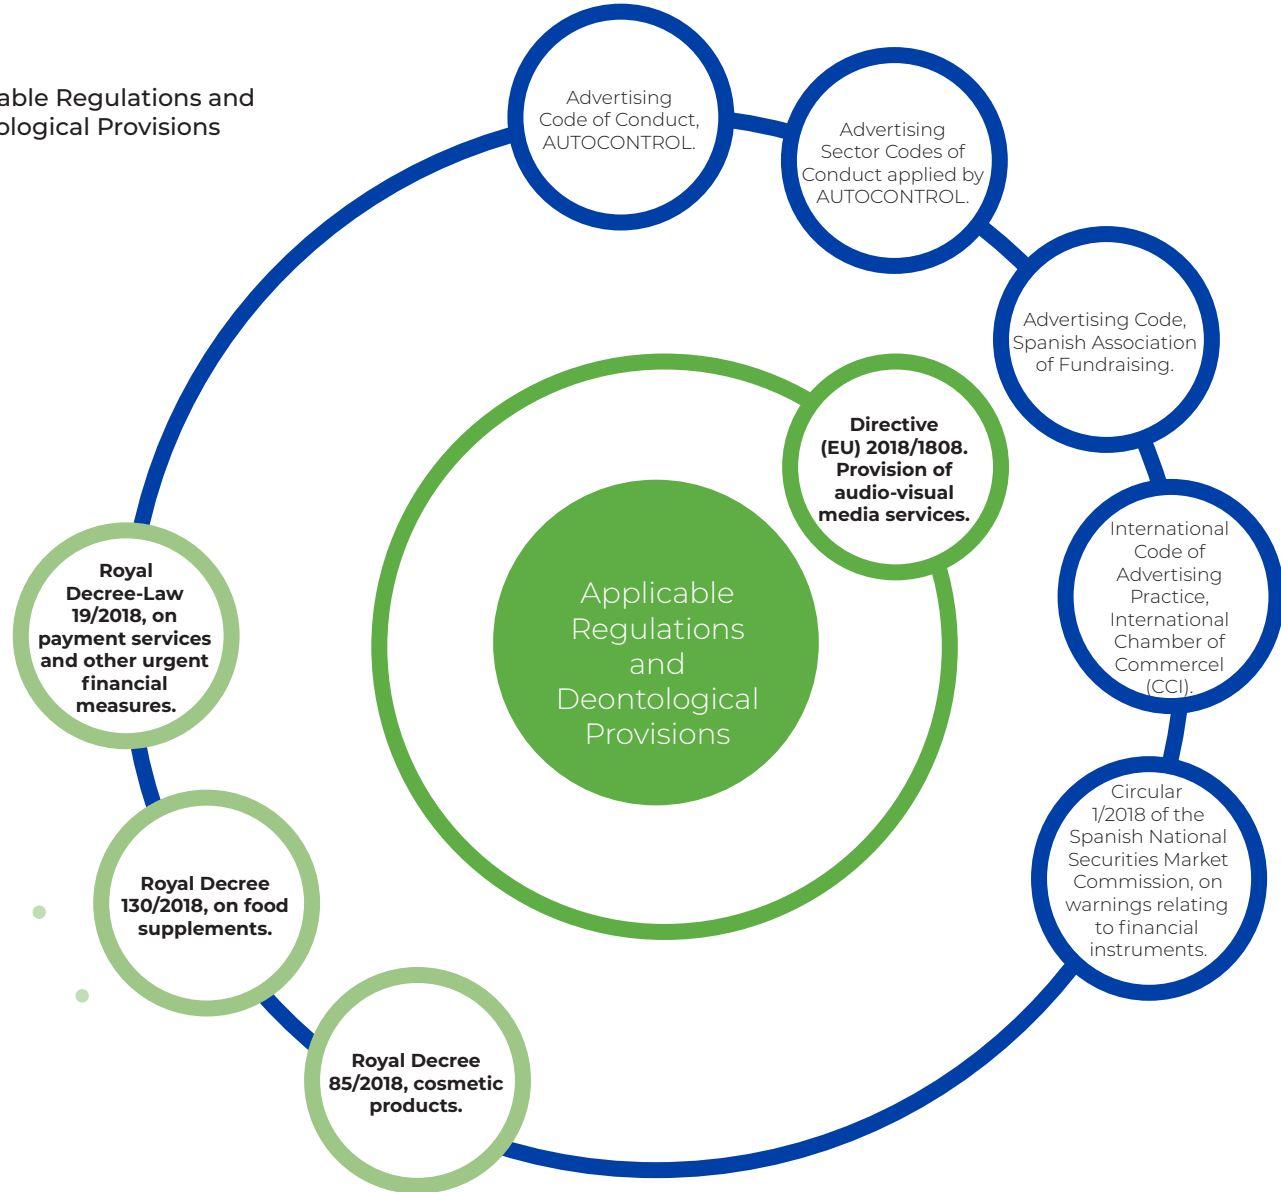 able Regulations and
ological Provisions
Advertising
Code of Conduct,
AUTOCONTROL.
Advertising
Sector Codes of
Conduct applied by
AUTOCONTROL.
Advertising Code,
Spanish Association
of Fundraising.
Directive
(EU) 2018/1808.
Provision of
audio-visual
media services.
International
Code of
Advertising
Practice,
International
Chamber of
Commercel
(CCI).
Applicable
Regulations
and
Deontological
Provisions
Royal
Decree-Law
19/2018, on
payment services
and other urgent
financial
measures.
Circular
1/2018 of the
Spanish National
Securities Market
Commission, on
warnings relating
to financial
instruments.
Royal Decree
130/2018, on food
supplements.
Royal Decree
85/2018, cosmetic
products.